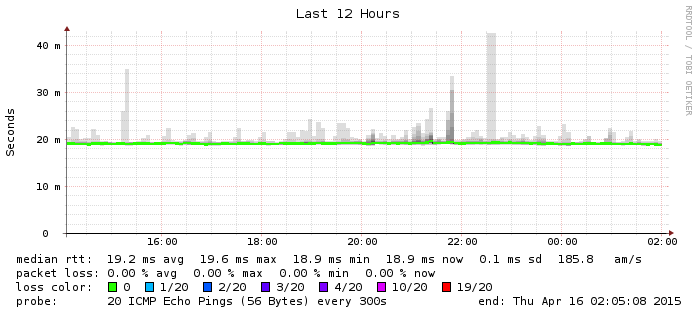 Last 12 Hours
RRDTOOL / TOBI OETIKER
Seconds
40 m
30 m
20 m
10 m
0
16:00 18:00 20:00 22:00 00:00 02:00
median rtt: 19.2 ms avg 19.6 ms max 18.9 ms min 18.9 ms now 0.1 ms sd 185.8 am/s
packet loss: 0.00 % avg 0.00 % max 0.00 % min 0.00 % now
loss color: 0 1/20 2/20 3/20 4/20 10/20 19/20
probe: 20 ICMP Echo Pings (56 Bytes) every 300s end: Thu Apr 16 02:05:08 2015